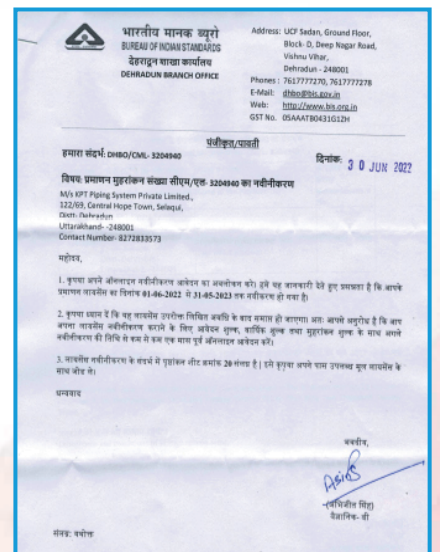 भारतीय मानक ब्यूरो
BUREAU OF INDIAN STANDARDS
देहरादून शाखा कार्यालय
DEHRADUN BRANCH OFFICE
Address: UCF Sadan, Ground Floor,
Block- D, Deep Nagar Road,
Vishnu Vihar,
Dehradun - 248001
Phones : 7617777270, 7617777278
E-Mail: dhbo@bis.gov.in
Web: http://www.bis.org.in
GST No. 05AAATB0431G1ZH
पंजीकृत/पावती
हमारा संदर्भ: DHBO/CML- 3204940
दिनांक: 30 JUN 2022
विषय: प्रमाणन मुहरांकन संख्या सीएम/एल- 3204940 का नवीनीकरण
M/s KPT Piping System Private Limited.,
122/69, Central Hope Town, Selaqui,
Distt: Dehradun
Uttarakhand- -248001
Contact Number- 8272833573
महोदय,
1. कृपया अपने ऑनलाइन नवीनीकरण आवेदन का अवलोकन करे। हमें यह जानकारी देते हुए प्रसन्नता है कि आपके
प्रमाणन लायसेंस का दिनांक 01-06-2022 से 31-05-2023 तक नवीकरण हो गया है।
2. कृपया ध्यान दें कि यह लायसेंस उपरोक्त लिखित अवधि के बाद समाप्त हो जाएगा। अतः आपसे अनुरोध है कि आप
अपना लायसेंस नवीनीकरण कराने के लिए आवेदन शुल्क, वार्षिक शुल्क तथा मुहरांकन शुल्क के साथ अगले
नवीनीकरण की तिथि से कम से कम एक मास पूर्व ऑनलाइन आवेदन करें।
3. लायसेंस नवीनीकरण के संदर्भ में पृष्ठांकन शीट क्रमांक 20 संलग्न है | इसे कृपया अपने पास उपलब्ध मूल लायसेंस के
साथ जोड़ लें।
धन्यवाद
भवदीय,
(अभिजीत सिंह)
वैज्ञानिक- बी
संलग्न: यथोक्त